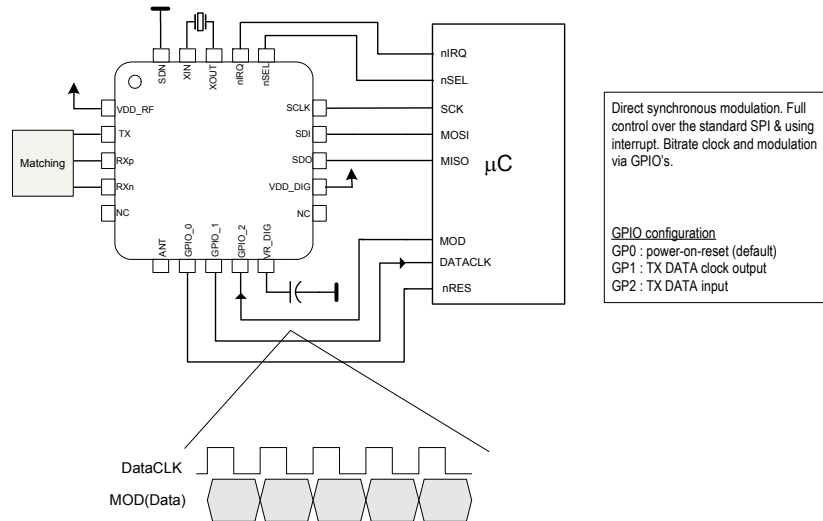 SDN
XIN
XOUT
nIRQ
nSEL
VDD_RF
TX
RXp
RXn
NC
Matching
SCLK
SDI
SDO
VDD_DIG
NC
ANT
GPIO_0
GPIO_1
GPIO_2
VR_DIG
nIRQ
nSEL
SCK
MOSI
MISO
μC
MOD
DATACLK
nRES
Direct synchronous modulation. Full
control over the standard SPI & using
interrupt. Bitrate clock and modulation
via GPIO's.
GPIO configuration
GP0 : power-on-reset (default)
GP1 : TX DATA clock output
GP2 : TX DATA input
DataCLK
MOD(Data)